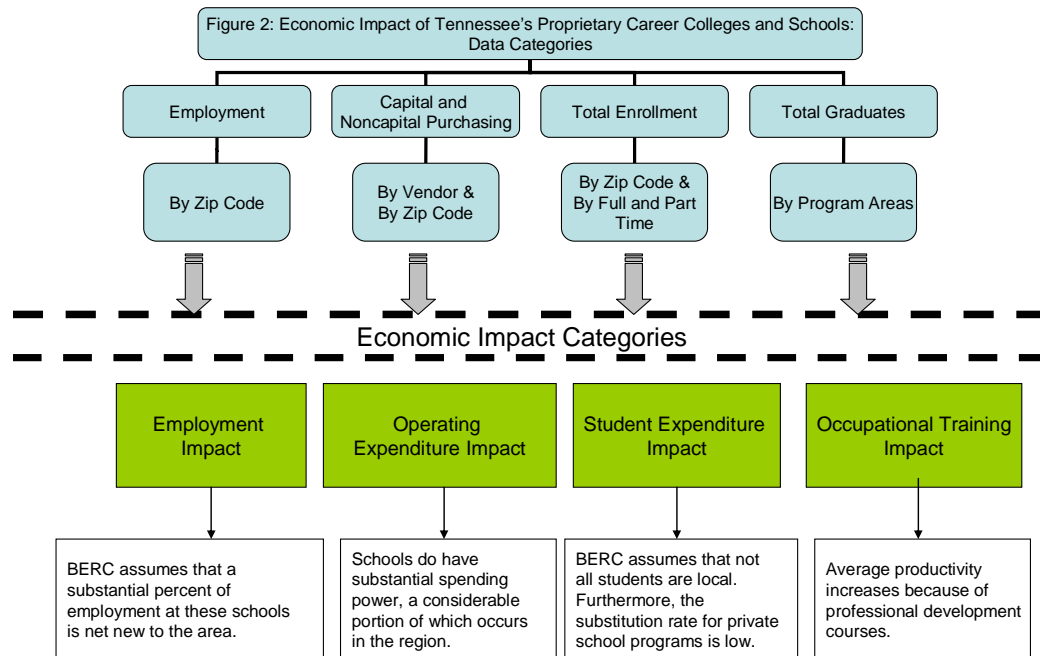 Figure 2: Economic Impact of Tennessee's Proprietary Career Colleges and Schools:
Data Categories
Employment
Capital and
Noncapital Purchasing
Total Enrollment
Total Graduates
By Zip Code
By Vendor &
By Zip Code
By Zip Code &
By Full and Part
Time
By Program Areas
Economic Impact Categories
Employment
Impact
Operating
Expenditure Impact
Student Expenditure
Impact
Occupational Training
Impact
BERC assumes that a
substantial percent of
employment at these schools
is net new to the area.
Schools do have
substantial spending
power, a considerable
portion of which occurs
in the region.
BERC assumes that not
all students are local.
Furthermore, the
substitution rate for private
school programs is low.
Average productivity
increases because of
professional development
courses.